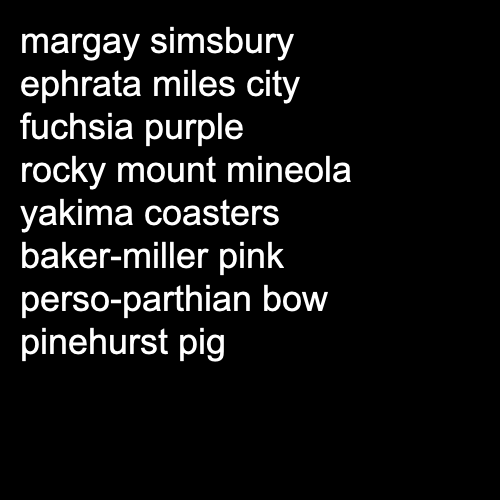 margay simsbury
ephrata miles city
fuchsia purple
rocky mount mineola
yakima coasters
baker-miller pink
perso-parthian bow
pinehurst pig